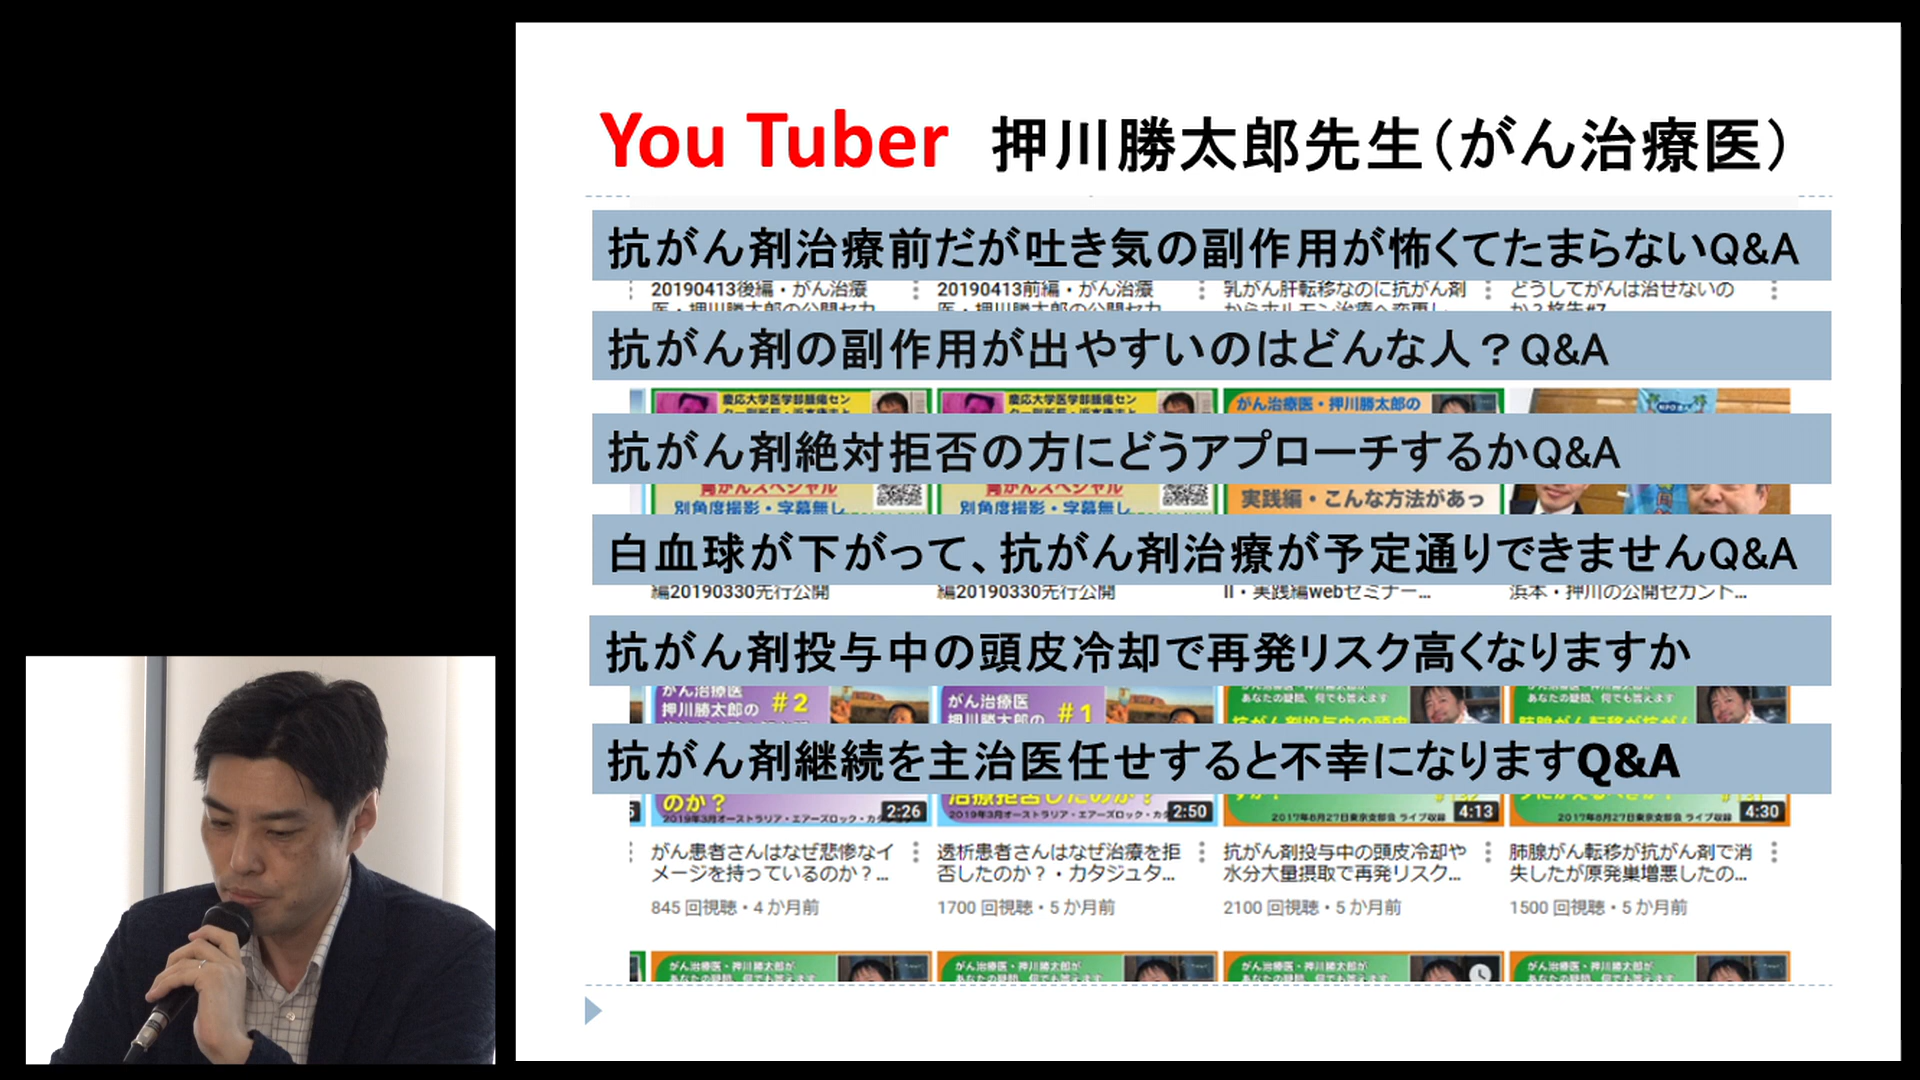 You Tuber 押川勝太郎先生（がん治療医）
抗がん剤治療前だが吐き気の副作用が怖くてたまらないQ&A
20190413後編・がん治療
医・押川勝太郎の公開セカ
20190413前編・がん治療
医・押川勝太郎の公開セカ
乳がん肝転移なのに抗がん剤
からホルモン治療へ変更し
どうしてがんは治せないの
か？
抗がん剤の副作用が出やすいのはどんな人？Q&A
慶応大学医学部腫瘍セン
慶応大学医学部腫瘍セン
がん治療医・押川勝太郎の
抗がん剤絶対拒否の方にどうアプローチするかQ&A
胃がんスペシャル
別角度撮影・字幕無し
胃がんスペシャル
別角度撮影・字幕無し
実践編・こんな方法があっ
白血球が下がって、抗がん剤治療が予定通りできませんQ&A
編20190330先行公開
編20190330先行公開
II・実践編webセミナー...
浜本・押川の公開セカント...
抗がん剤投与中の頭皮冷却で再発リスク高くなりますか
がん治療医
押川勝太郎の
#2
がん治療医
押川勝太郎の
#1
あなたの疑問、何でも答えます
抗がん剤投与中の頭皮
あなたの疑問、何でも答えます
肺腺がん転移が抗がん
抗がん剤継続を主治医任せすると不幸になりますQ&A
のか？
2:26
2019年3月オーストラリア・エアーズロック・カタ
治療拒否したのか？
2:50
2019年3月オーストラリア・エアーズロック・カタ
4:13
2017年8月27日東京支部会 ライブ収録
4:30
2017年8月27日東京支部会 ライブ収録
がん患者さんはなぜ悲惨なイ
メージを持っているのか？...
845 回視聴・4 か月前
透析患者さんはなぜ治療を拒
否したのか？・カタジュタ...
1700 回視聴・5 か月前
抗がん剤投与中の頭皮冷却や
水分大量摂取で再発リスク...
2100 回視聴・5 か月前
肺腺がん転移が抗がん剤で消
失したが原発巣増悪したの...
1500 回視聴・5 か月前
がん治療医・押川勝太郎が
あなたの疑問、何でも答えます
がん治療医・押川勝太郎が
あなたの疑問、何でも答えます
がん治療医・押川勝太郎が
あなたの疑問、何でも答えます
がん治療医・押川勝太郎が
あなたの疑問、何でも答えます